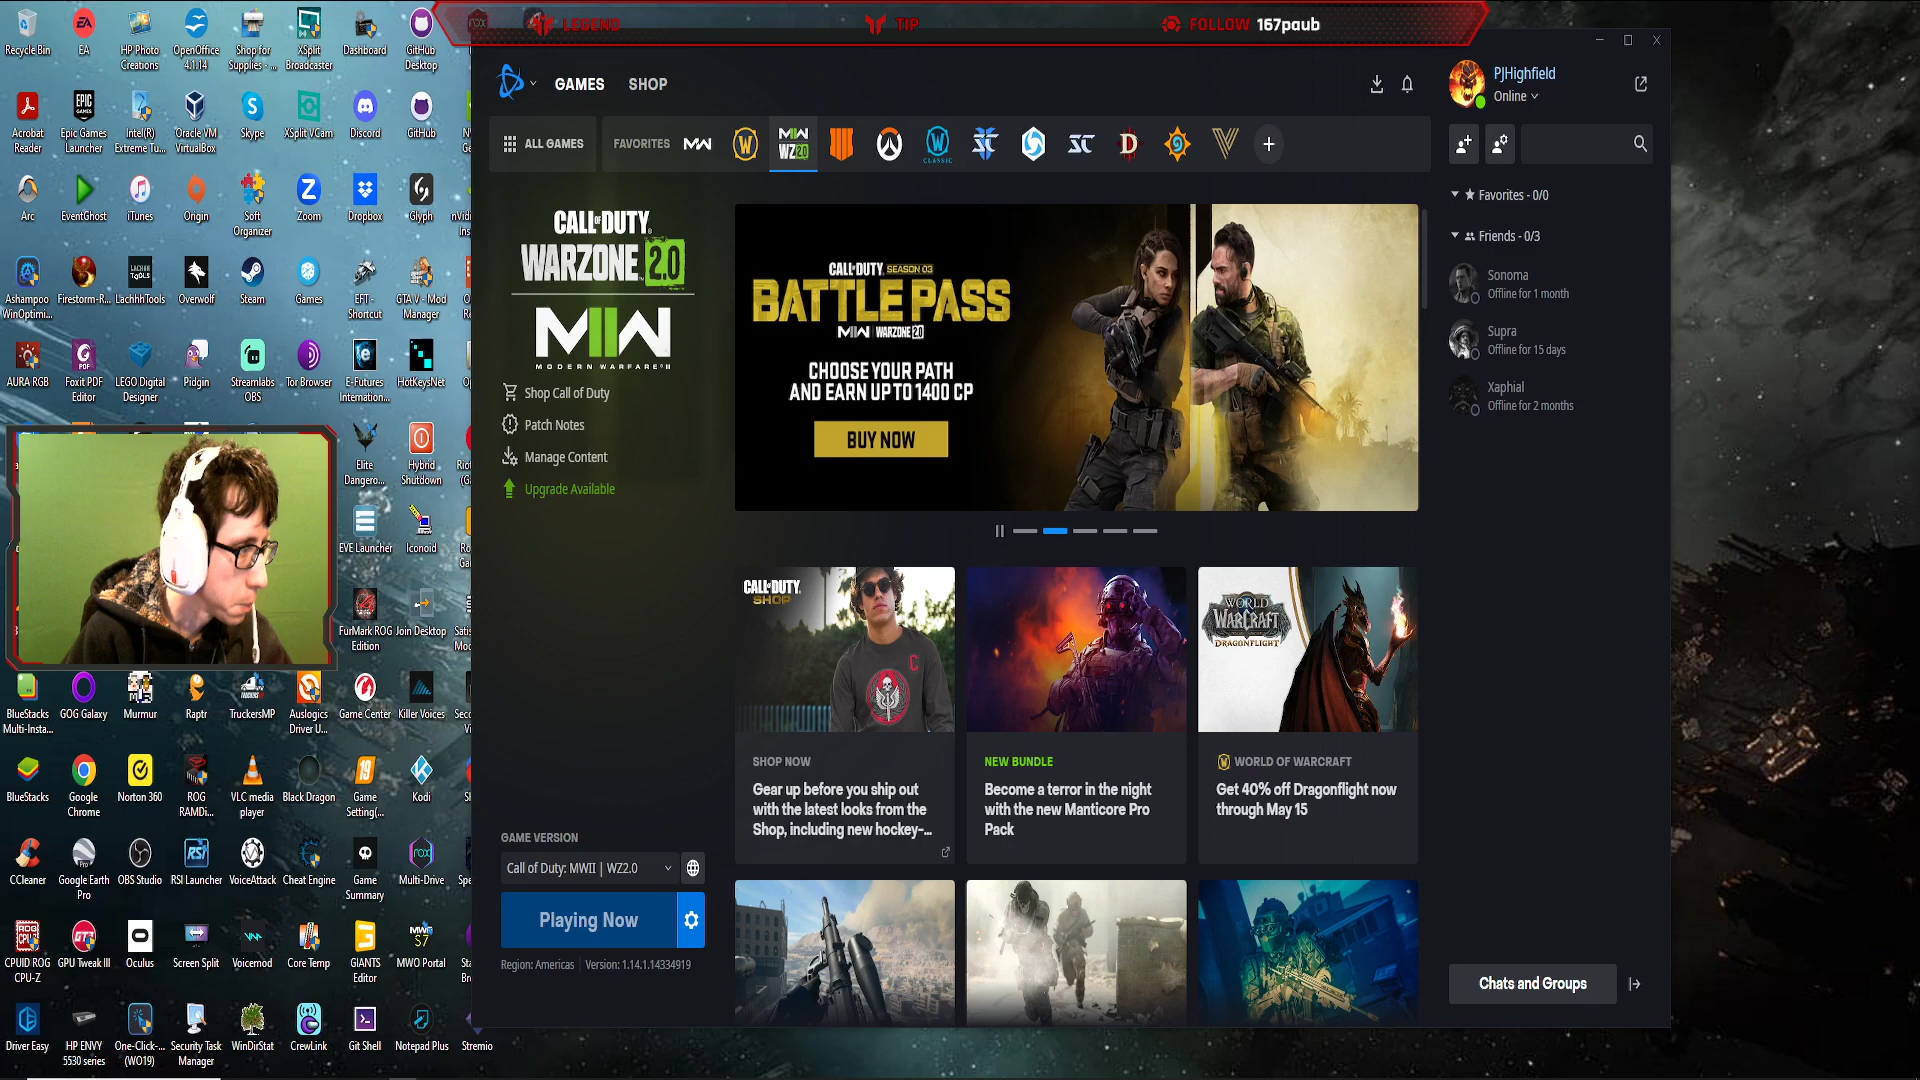 LEGEND
TIP
FOLLOW 167paub
Recycle Bin
EA
HP Photo
Creations
OpenOffice
4.1.14
Shop for
Supplies - ...
XSplit
Broadcaster
Dashboard
GitHub
Desktop
Acrobat
Reader
Epic Games
Launcher
Intel(R)
Extreme Tu...
Oracle VM
VirtualBox
Skype
XSplit VCam
Discord
GitHub
Arc
EventGhost
iTunes
Origin
Soft
Organizer
Zoom
Dropbox
Glyph
Ashampoo
WinOptimi...
Firestorm-R...
LachhhTools
Overwolf
Steam
Games
EFT -
Shortcut
GTA V - Mod
Manager
AURA RGB
Foxit PDF
Editor
LEGO Digital
Designer
Pidgin
Streamlabs
OBS
Tor Browser
E-Futures
Internation...
HotKeysNet
Elite
Dangero...
Hybrid
Shutdown
EVE Launcher
Iconoid
FurMark ROG
Edition
Join Desktop
BlueStacks
Multi-Insta...
GOG Galaxy
Murmur
Raptr
TruckersMP
Auslogics
Driver U...
Game Center
Killer Voices
BlueStacks
Google
Chrome
Norton 360
ROG
RAMDi...
VLC media
player
Black Dragon
Game
Setting(...
Kodi
CCleaner
Google Earth
Pro
OBS Studio
RSI Launcher
VoiceAttack
Cheat Engine
Game
Summary
Multi-Drive
CPUID ROG
CPU-Z
GPU Tweak III
Oculus
Screen Split
Voicemod
Core Temp
GIANTS
Editor
MWO Portal
Driver Easy
HP ENVY
5530 series
One-Click-...
(WO19)
Security Task
Manager
WinDirStat
CrewLink
Git Shell
Notepad Plus
Stremio
GAMES
SHOP
ALL GAMES
FAVORITES
CALL OF DUTY
WARZONE 2.0
MWII
MODERN WARFARE II
Shop Call of Duty
Patch Notes
Manage Content
Upgrade Available
GAME VERSION
Call of Duty: MWII | WZ2.0
Playing Now
Region: Americas
Version: 1.14.1.14334919
CALL OF DUTY SEASON 03
BATTLE PASS
MWII WARZONE 2.0
CHOOSE YOUR PATH
AND EARN UP TO 1400 CP
BUY NOW
CALL OF DUTY
SHOP
SHOP NOW
Gear up before you ship out
with the latest looks from the
Shop, including new hockey-...
NEW BUNDLE
Become a terror in the night
with the new Manticore Pro
Pack
WORLD OF WARCRAFT
DRAGONFLIGHT
WORLD OF WARCRAFT
Get 40% off Dragonflight now
through May 15
PJHighfield
Online
Favorites - 0/0
Friends - 0/3
Sonoma
Offline for 1 month
Supra
Offline for 15 days
Xaphial
Offline for 2 months
Chats and Groups